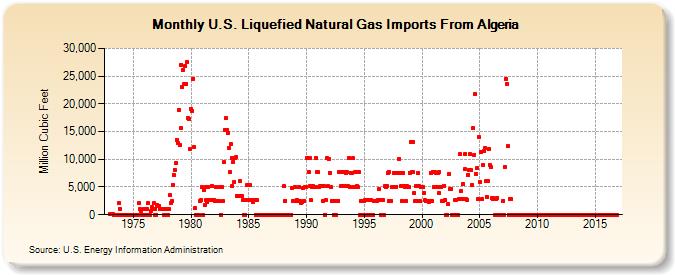 Monthly U.S. Liquefied Natural Gas Imports From Algeria
Million Cubic Feet
30,000
25,000
20,000
15,000
10,000
5,000
0
1975 1980 1985 1990 1995 2000 2005 2010 2015
Source: U.S. Energy Information Administration